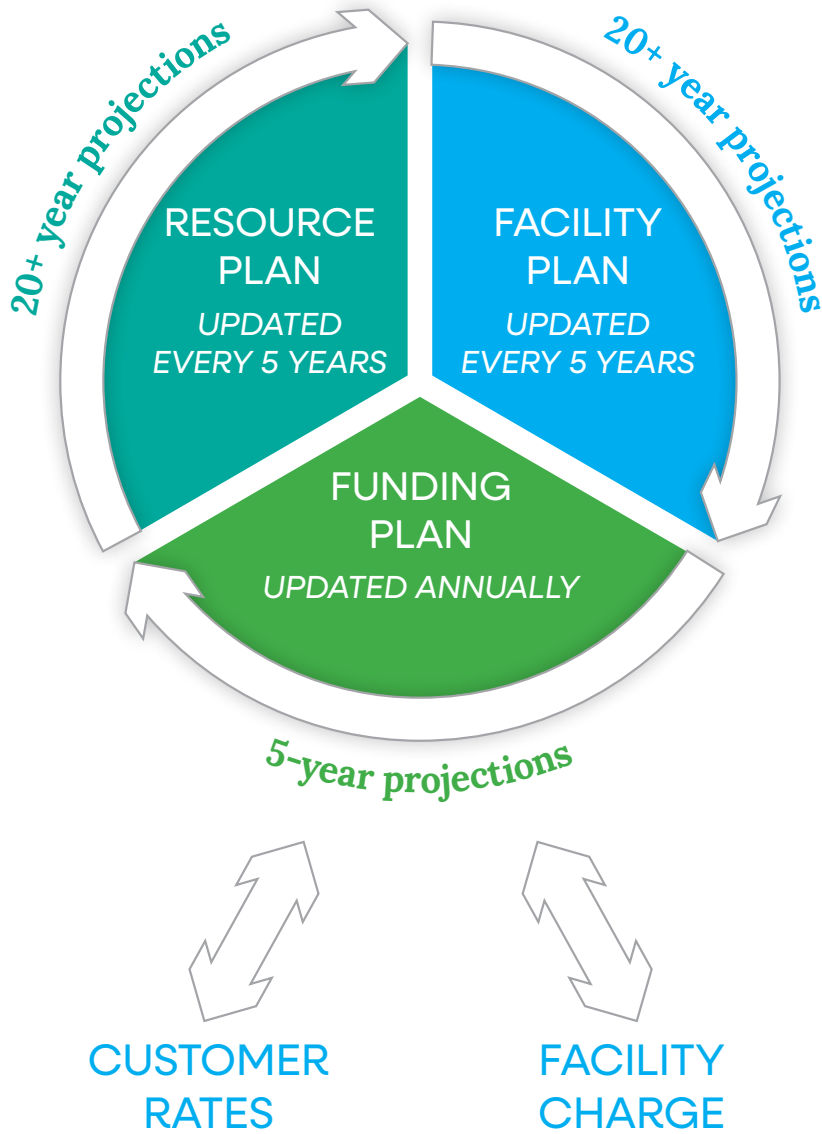 20+ year projections
20+ year projections
RESOURCE
PLAN
UPDATED
EVERY 5 YEARS
FACILITY
PLAN
UPDATED
EVERY 5 YEARS
FUNDING
PLAN
UPDATED ANNUALLY
5-year projections
CUSTOMER
RATES
FACILITY
CHARGE